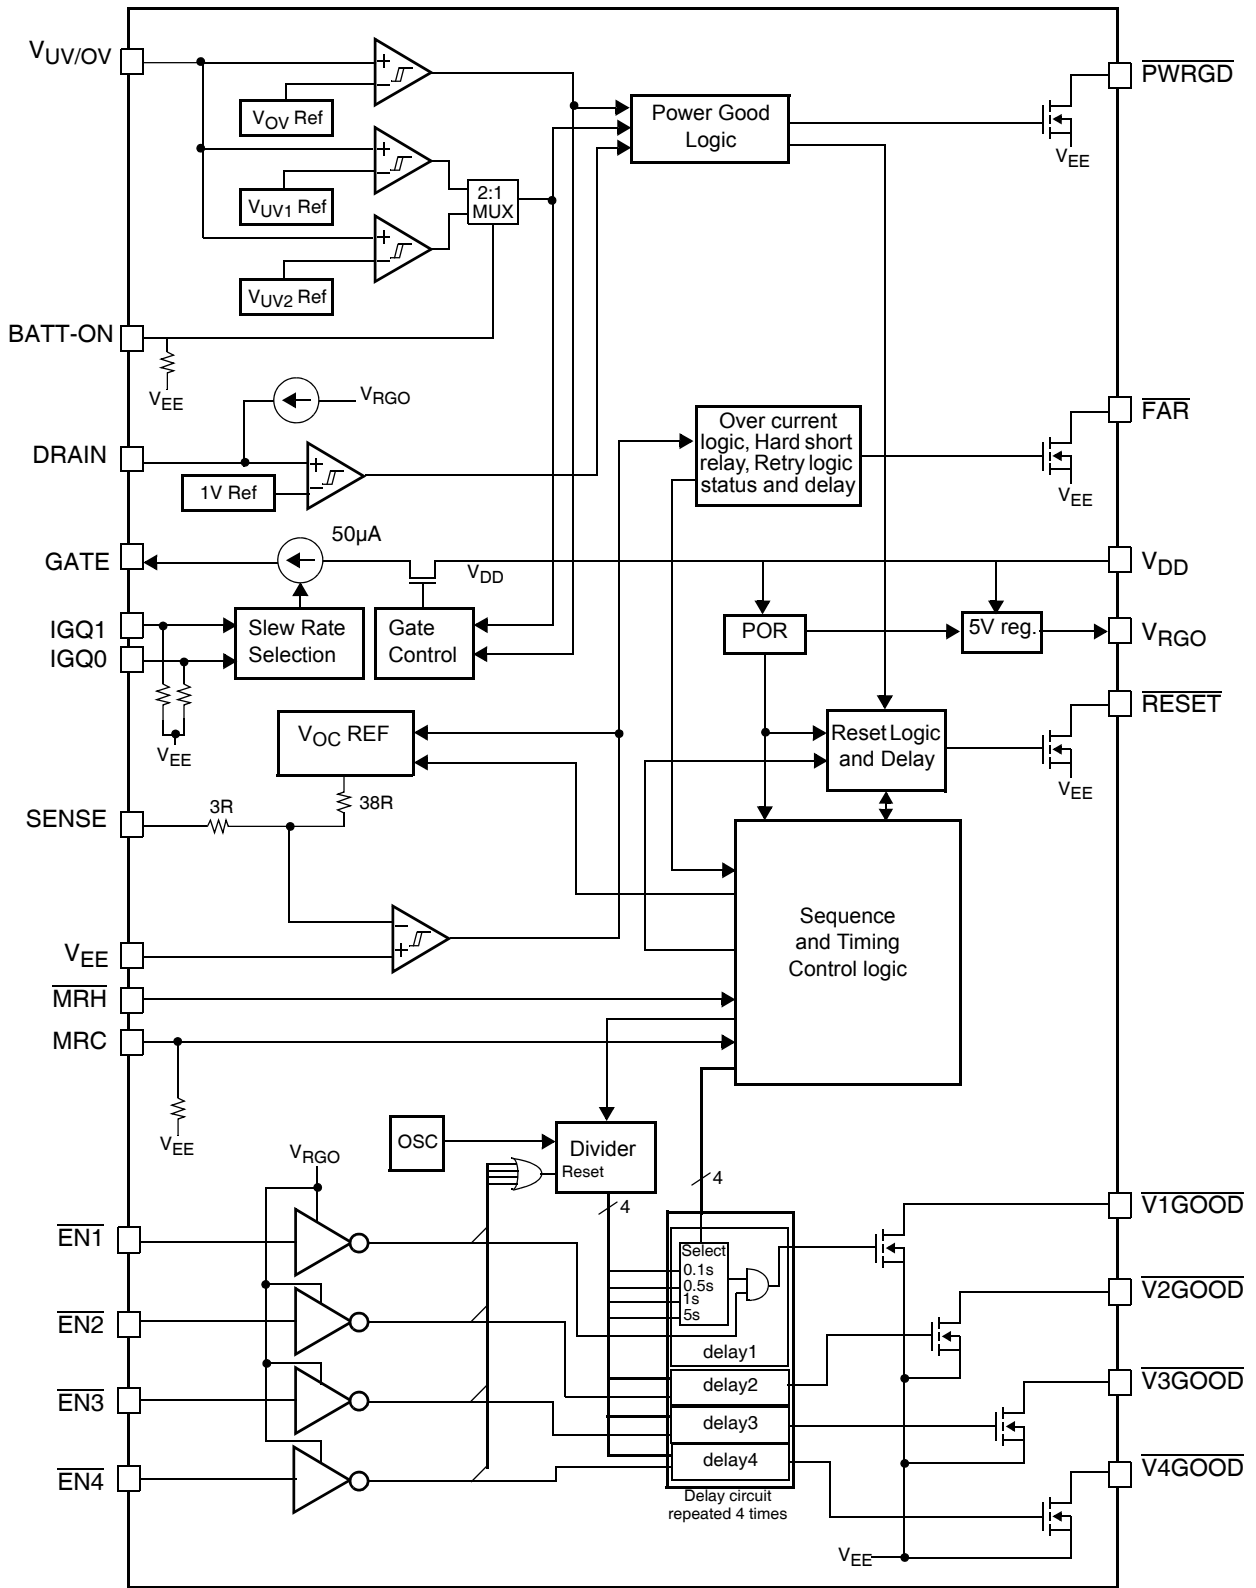 VUV/OV
VOV Ref
VUV1 Ref
VUV2 Ref
2:1
MUX
Power Good
Logic
PWRGD
VEE
BATT-ON
VEE
VRGO
DRAIN
1V Ref
Over current
logic, Hard short
relay, Retry logic
status and delay
FAR
VEE
GATE
50µA
VDD
VDD
IGQ1
IGQ0
VEE
Slew Rate
Selection
Gate
Control
POR
5V reg.
VRGO
VOC REF
38R
Reset Logic
and Delay
RESET
VEE
SENSE
3R
Sequence
and Timing
Control logic
VEE
MRH
MRC
VEE
OSC
Divider
Reset
4
4
VRGO
EN1
EN2
EN3
EN4
Select
0.1s
0.5s
1s
5s
delay1
delay2
delay3
delay4
Delay circuit
repeated 4 times
V1GOOD
V2GOOD
V3GOOD
V4GOOD
VEE